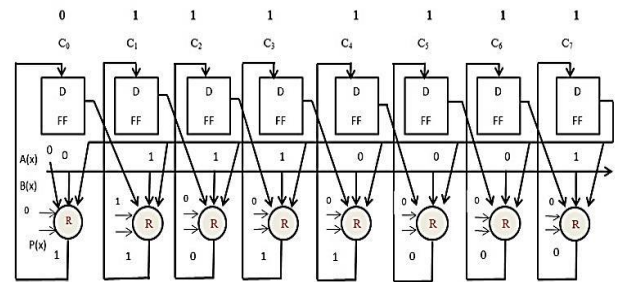 0 1 1 1 1 1 1 1
C0 C1 C2 C3 C4 C5 C6 C7
D D D D D D D D
FF FF FF FF FF FF FF FF
0
A(x) 0 1 1 1 0 0 0 1
B(x)
0 1 0 0 0 0 0 0
R R R R R R R R
P(x)
1 1 0 1 1 0 0 0